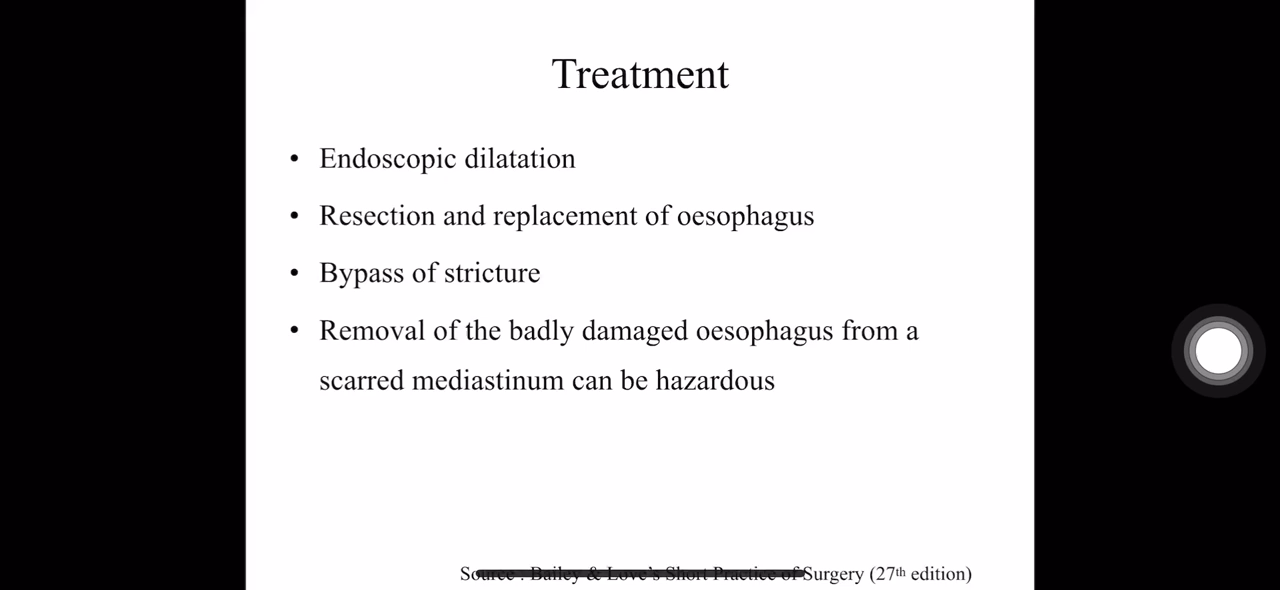 Treatment
• Endoscopic dilatation
• Resection and replacement of oesophagus
• Bypass of stricture
• Removal of the badly damaged oesophagus from a
scarred mediastinum can be hazardous
Source : Bailey & Love's Short Practice of Surgery (27th edition)